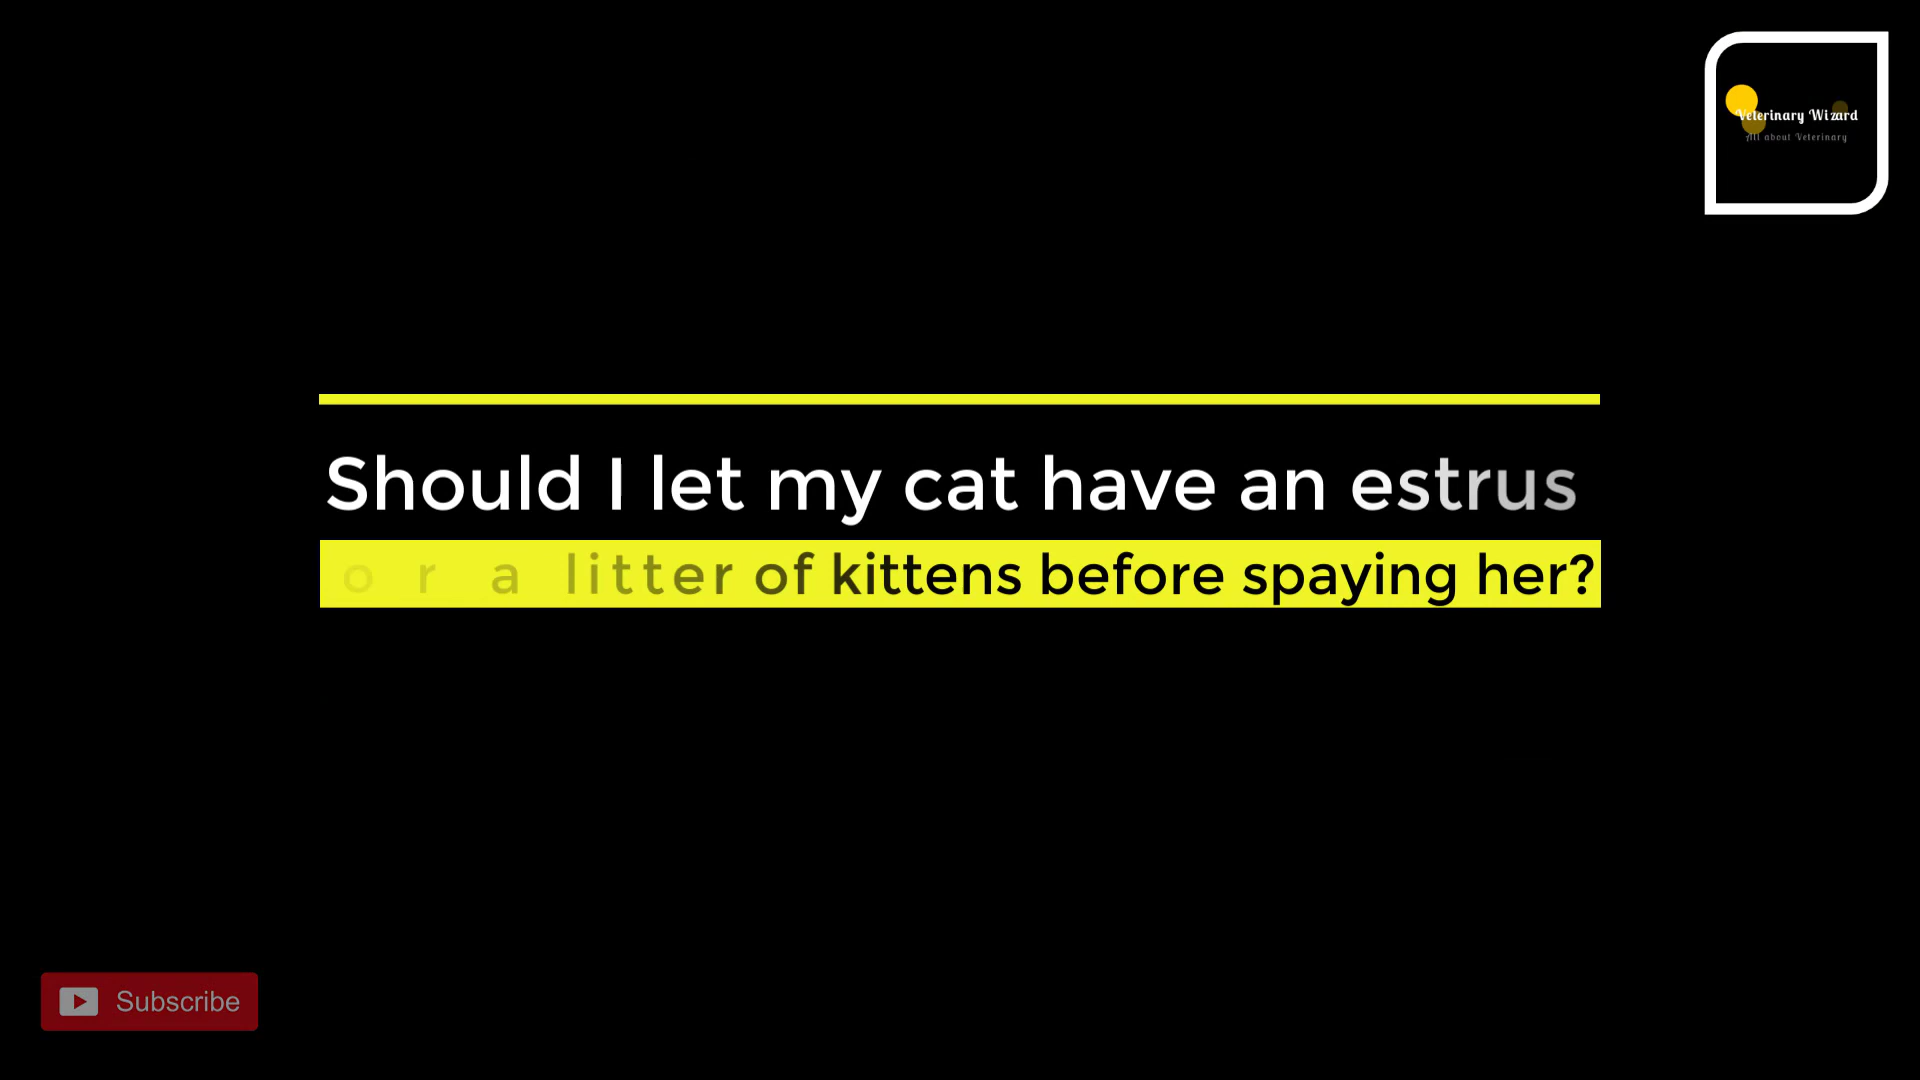 Veterinary Wizard
All about Veterinary
Should I let my cat have an estrus
or a litter of kittens before spaying her?
Subscribe